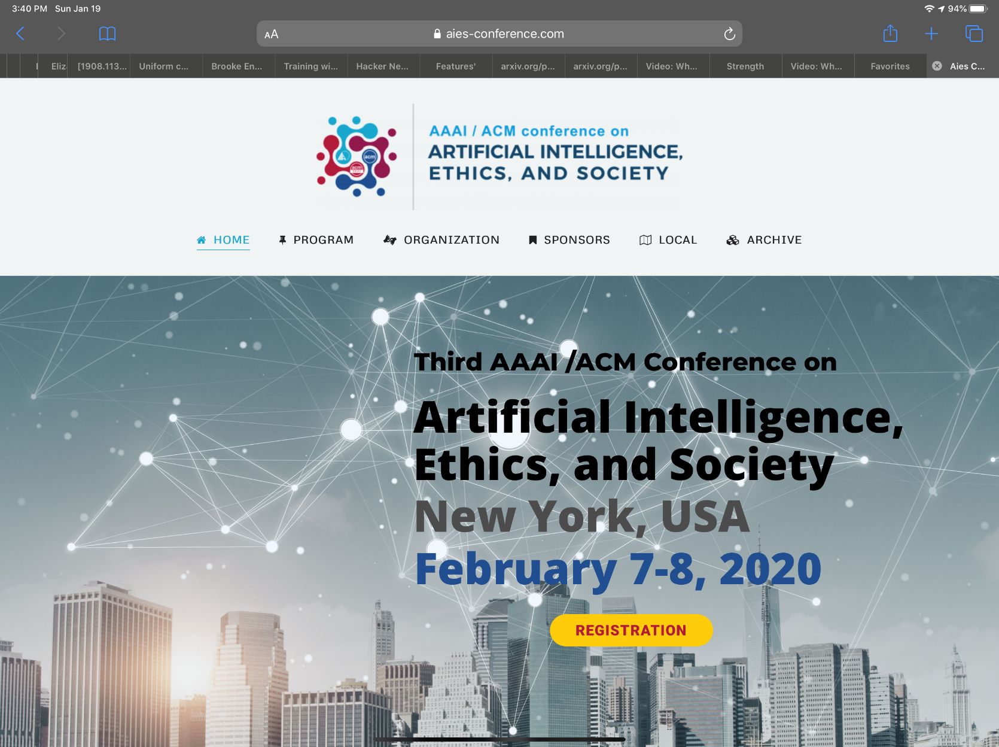 3:40 PM Sun Jan 19
94%
AA
aies-conference.com
Eliz
[1908.113...
Uniform c...
Brooke En...
Training wi...
Hacker Ne...
Features'
arxiv.org/p...
arxiv.org/p...
Video: Wh...
Strength
Video: Wh...
Favorites
Aies C...
AAAI / ACM conference on
ARTIFICIAL INTELLIGENCE,
ETHICS, AND SOCIETY
acm
HOME
PROGRAM
ORGANIZATION
SPONSORS
LOCAL
ARCHIVE
Third AAAI /ACM Conference on
Artificial Intelligence,
Ethics, and Society
New York, USA
February 7-8, 2020
REGISTRATION